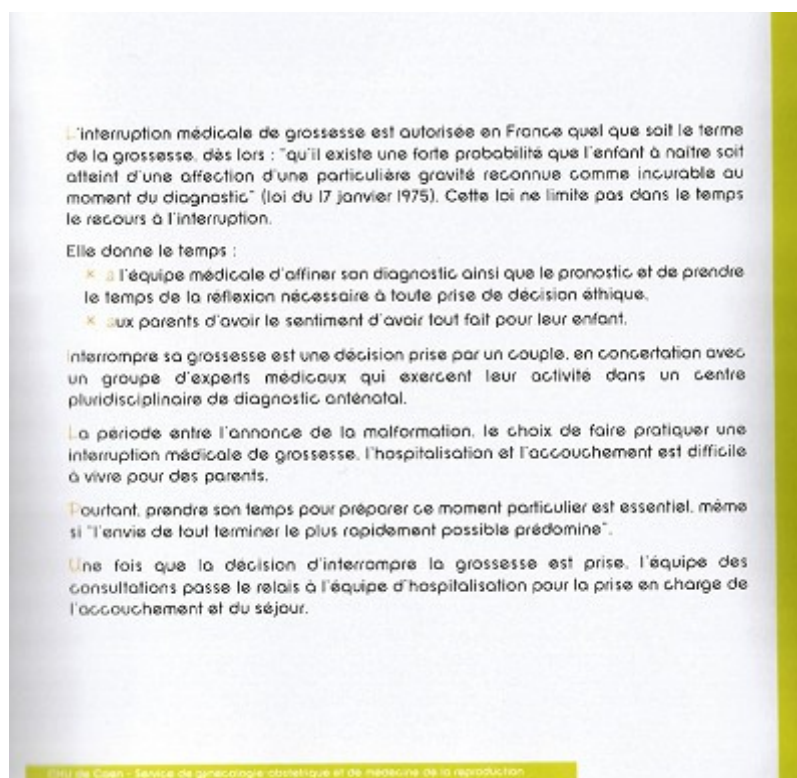 L'interruption médicale de grossesse est autorisée en France quel que soit le terme
de la grossesse, dès lors : "qu'il existe une forte probabilité que l'enfant à naître soit
atteint d'une affection d'une particulière gravité reconnue comme incurable au
moment du diagnostic" (loi du 17 janvier 1975). Cette loi ne limite pas dans le temps
le recours à l'interruption.
Elle donne le temps :
× à l'équipe médicale d'affiner son diagnostic ainsi que le pronostic et de prendre
le temps de la réflexion nécessaire à toute prise de décision éthique,
× aux parents d'avoir le sentiment d'avoir tout fait pour leur enfant.
Interrompre sa grossesse est une décision prise par un couple, en concertation avec
un groupe d'experts médicaux qui exercent leur activité dans un centre
pluridisciplinaire de diagnostic anténatal.
La période entre l'annonce de la malformation, le choix de faire pratiquer une
interruption médicale de grossesse, l'hospitalisation et l'accouchement est difficile
à vivre pour des parents.
Pourtant, prendre son temps pour préparer ce moment particulier est essentiel, même
si "l'envie de tout terminer le plus rapidement possible prédomine".
Une fois que la décision d'interrompre la grossesse est prise, l'équipe des
consultations passe le relais à l'équipe d'hospitalisation pour la prise en charge de
l'accouchement et du séjour.
CHU de Caen - Service de gynécologie obstétrique et de médecine de la reproduction